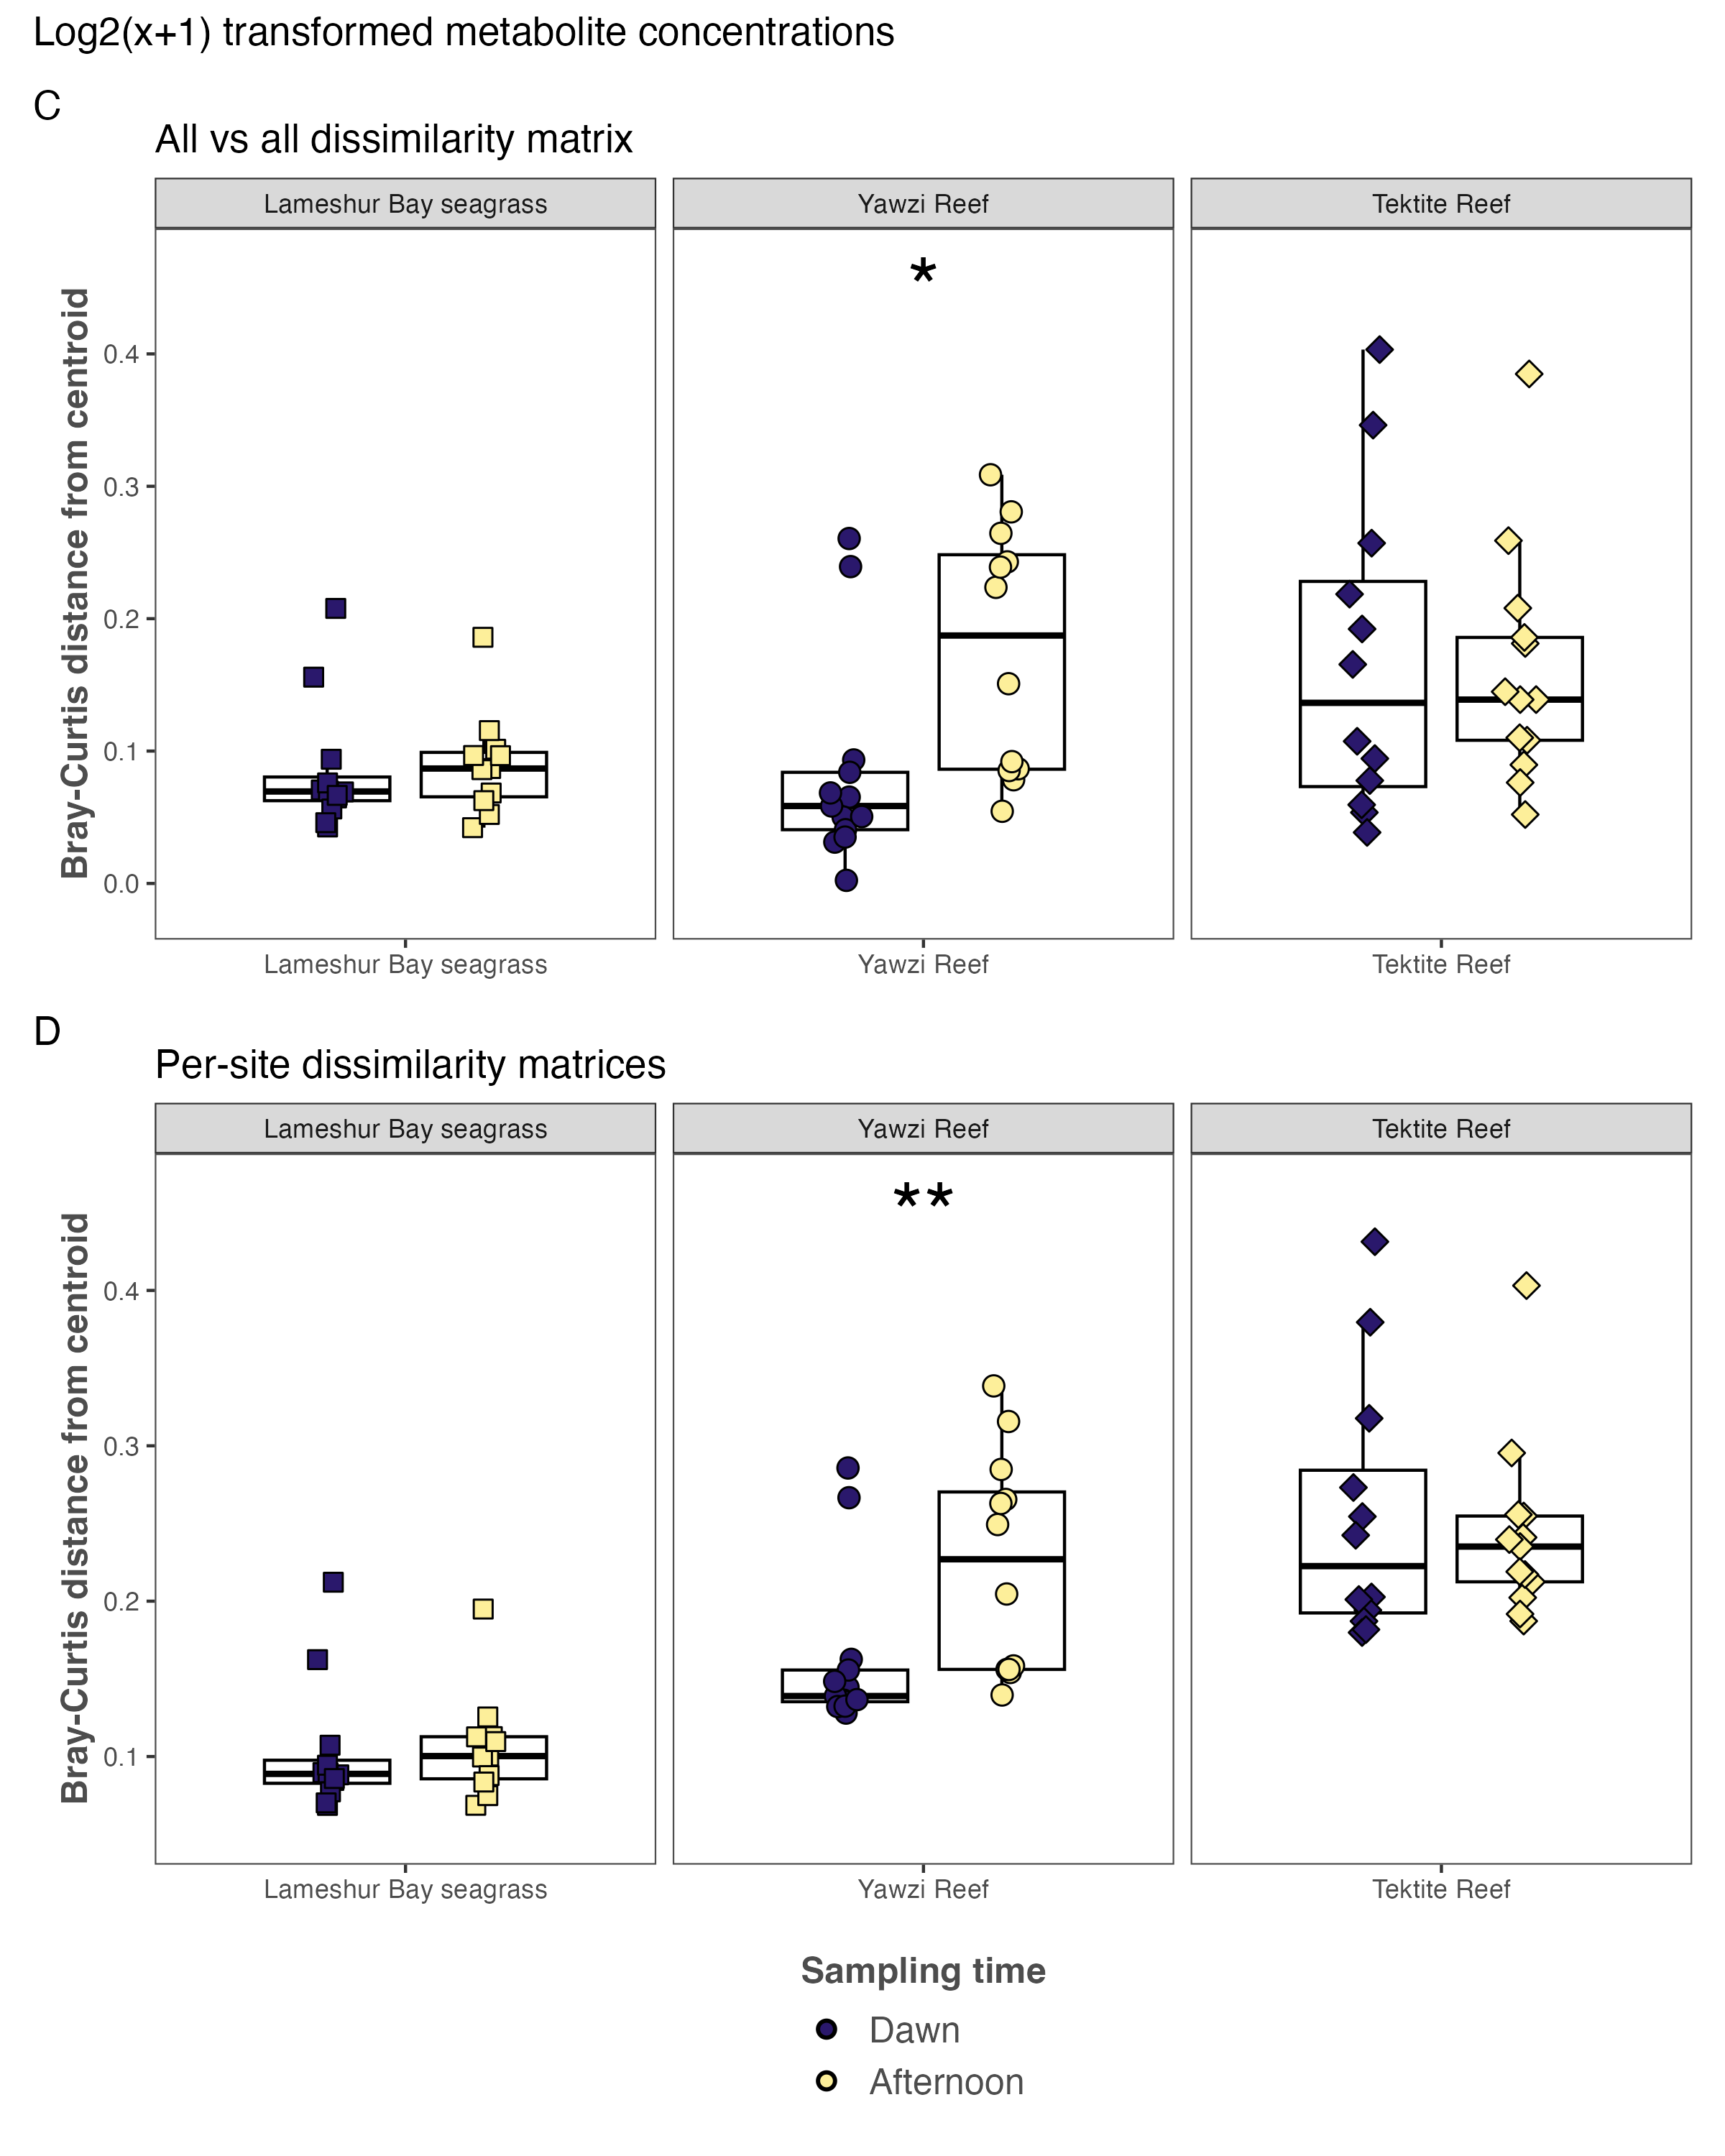 Log2(x+1) transformed metabolite concentrations
C
All vs all dissimilarity matrix
Lameshur Bay seagrass
Yawzi Reef
Tektite Reef
*
Bray-Curtis distance from centroid
0.4
0.3
0.2
0.1
0.0
Lameshur Bay seagrass
Yawzi Reef
Tektite Reef
D
Per-site dissimilarity matrices
Lameshur Bay seagrass
Yawzi Reef
Tektite Reef
**
Bray-Curtis distance from centroid
0.4
0.3
0.2
0.1
Lameshur Bay seagrass
Yawzi Reef
Tektite Reef
Sampling time
Dawn
Afternoon